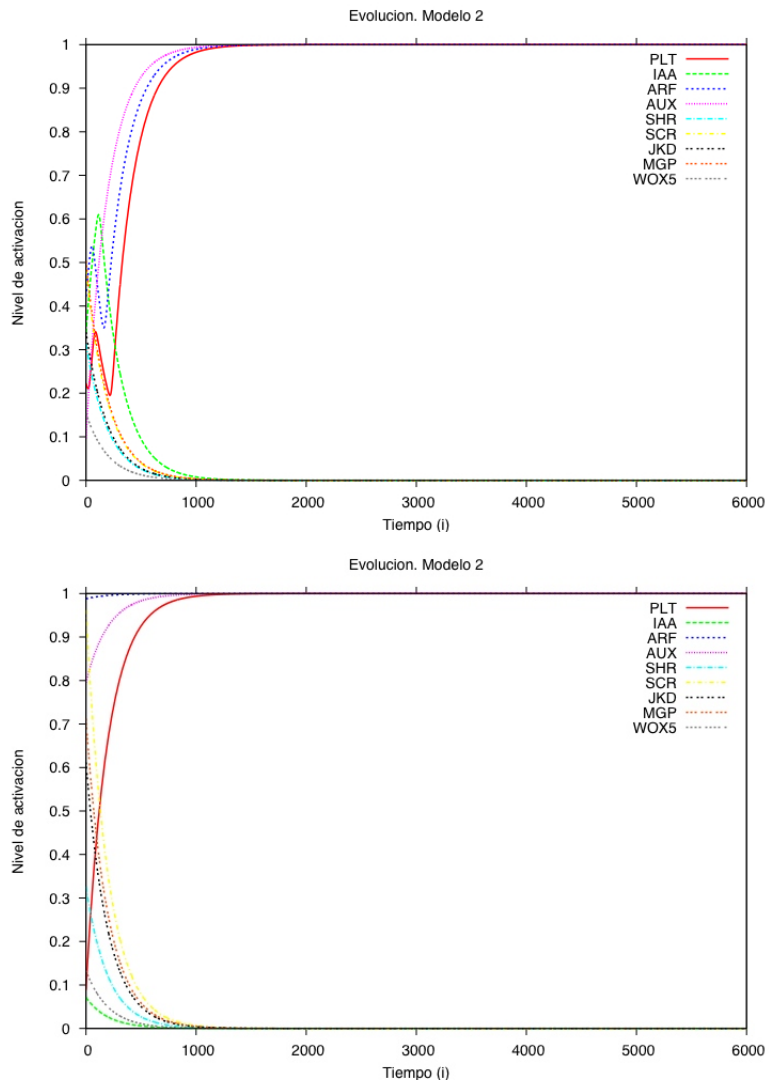 Evolucion. Modelo 2
Nivel de activacion
1
0.9
0.8
0.7
0.6
0.5
0.4
0.3
0.2
0.1
0
PLT
IAA
ARF
AUX
SHR
SCR
JKD
MGP
WOX5
0 1000 2000 3000 4000 5000 6000
Tiempo (i)
Evolucion. Modelo 2
Nivel de activacion
1
0.9
0.8
0.7
0.6
0.5
0.4
0.3
0.2
0.1
0
PLT
IAA
ARF
AUX
SHR
SCR
JKD
MGP
WOX5
0 1000 2000 3000 4000 5000 6000
Tiempo (i)